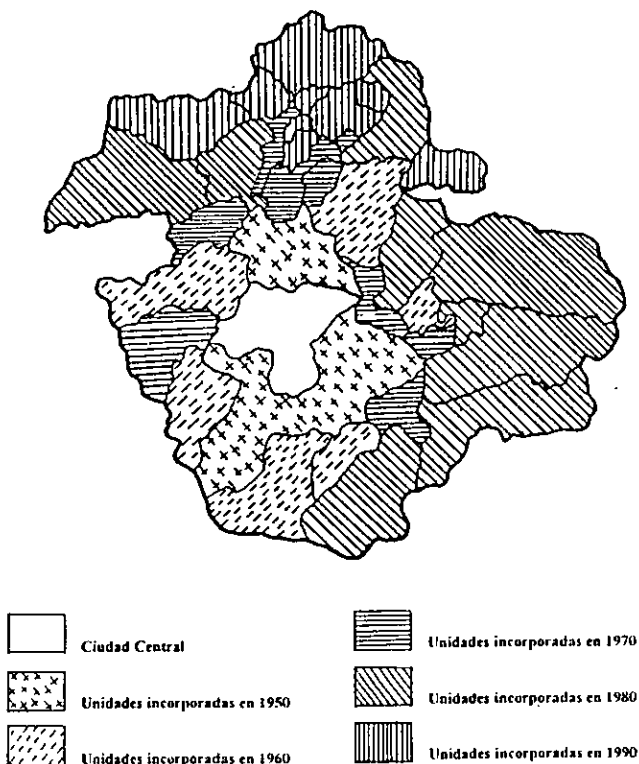 Ciudad Central
Unidades incorporadas en 1950
Unidades incorporadas en 1960
Unidades incorporadas en 1970
Unidades incorporadas en 1980
Unidades incorporadas en 1990